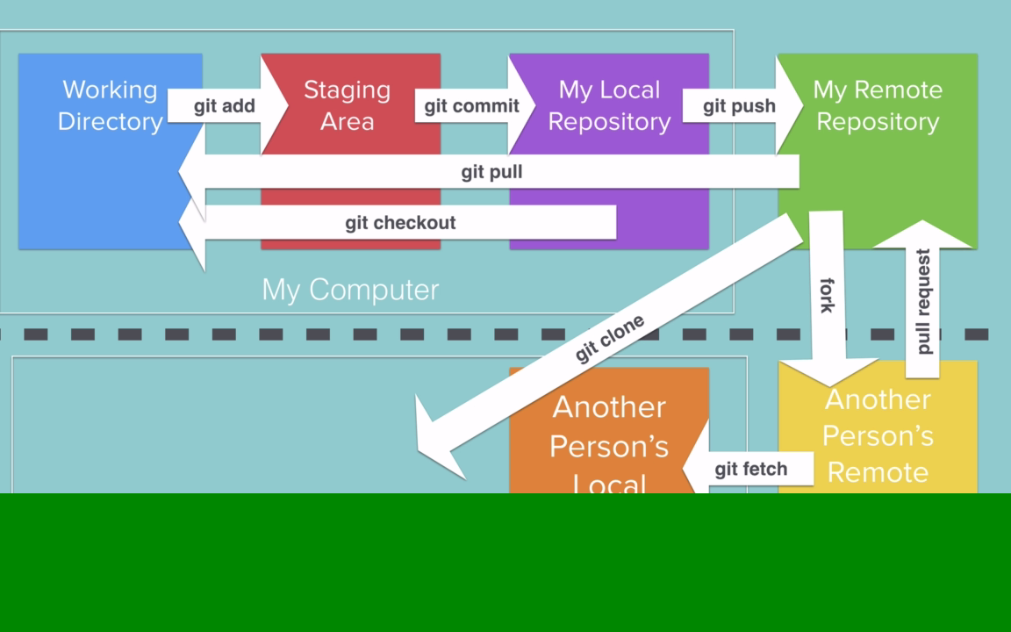 Working
Directory
git add
Staging
Area
git commit
My Local
Repository
git push
My Remote
Repository
git pull
git checkout
My Computer
git clone
fork
pull request
Another
Person's
Local
git fetch
Another
Person's
Remote